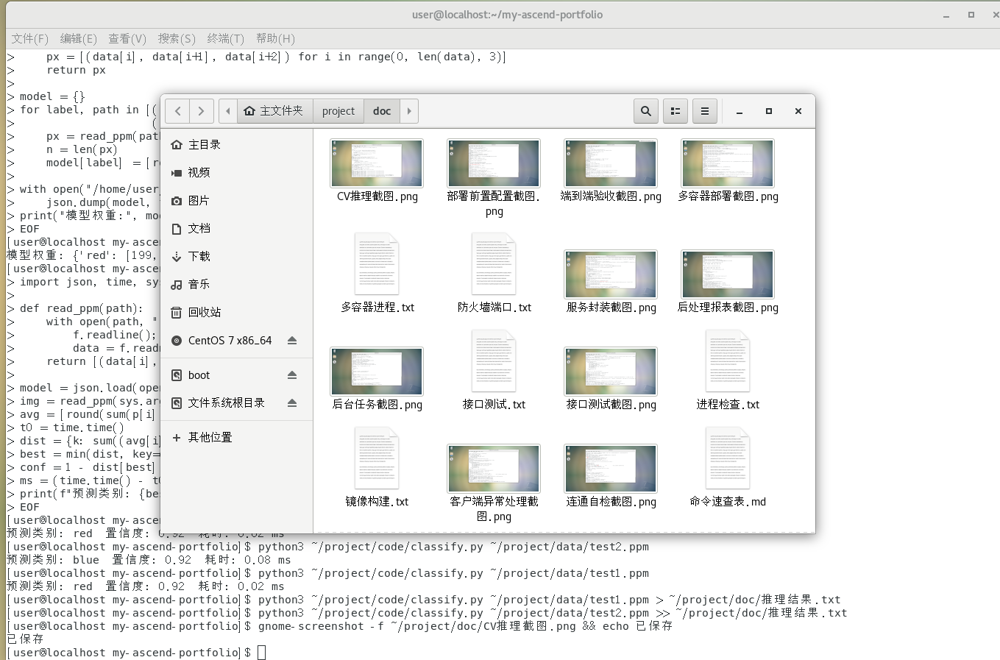 user@localhost:~/my-ascend-portfolio
文件(F) 编辑(E) 查看(V) 搜索(S) 终端(T) 帮助(H)
>     px = [(data[i], data[i+1], data[i+2]) for i in range(0, len(data), 3)]
>     return px
>
> model = {}
> for label, path in [(
>                     (
>     px = read_ppm(path
>     n = len(px)
>     model[label] = [ro
>
> with open("/home/user
>     json.dump(model,
> print("模型权重:", mo
> EOF
[user@localhost my-ascen
模型权重: {'red': [199,
[user@localhost my-ascen
> import json, time, sys
>
> def read_ppm(path):
>     with open(path, "
>         f.readline();
>         data = f.read
>     return [(data[i],
>
> model = json.load(open
> img = read_ppm(sys.arg
> avg = [round(sum(p[i]
> t0 = time.time()
> dist = {k: sum((avg[i]
> best = min(dist, key=
> conf = 1 - dist[best]
> ms = (time.time() - t0
> print(f"预测类别: {bes
> EOF
[user@localhost my-ascen
预测类别: red  置信度: 0.92  耗时: 0.02 ms
[user@localhost my-ascend-portfolio]$ python3 ~/project/code/classify.py ~/project/data/test2.ppm
预测类别: blue  置信度: 0.92  耗时: 0.08 ms
[user@localhost my-ascend-portfolio]$ python3 ~/project/code/classify.py ~/project/data/test1.ppm
预测类别: red  置信度: 0.92  耗时: 0.02 ms
[user@localhost my-ascend-portfolio]$ python3 ~/project/code/classify.py ~/project/data/test1.ppm > ~/project/doc/推理结果.txt
[user@localhost my-ascend-portfolio]$ python3 ~/project/code/classify.py ~/project/data/test2.ppm >> ~/project/doc/推理结果.txt
[user@localhost my-ascend-portfolio]$ gnome-screenshot -f ~/project/doc/CV推理截图.png && echo 已保存
已保存
[user@localhost my-ascend-portfolio]$
主文件夹 project doc
主目录
视频
图片
文档
下载
音乐
回收站
CentOS 7 x86_64
boot
文件系统根目录
+ 其他位置
CV推理截图.png
部署前置配置截图.
png
端到端验收截图.png
多容器部署截图.png
多容器进程.txt
防火墙端口.txt
服务封装截图.png
后处理报表截图.png
后台任务截图.png
接口测试.txt
接口测试截图.png
进程检查.txt
镜像构建.txt
客户端异常处理截
图.png
连通自检截图.png
命令速查表.md